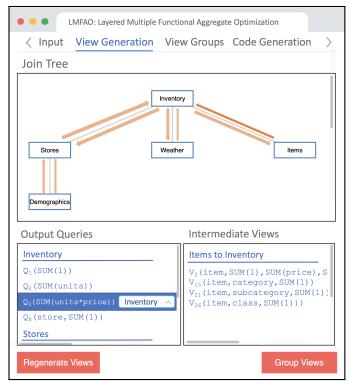 LMFAO: Layered Multiple Functional Aggregate Optimization
Input View Generation View Groups Code Generation
Join Tree
Inventory
Stores Weather Items
Demographics
Output Queries
Inventory
Q₁(SUM(1))
Q₂(SUM(units))
Q₃(SUM(units*price)) Inventory
Q₈(store,SUM(1))
Stores
Intermediate Views
Items to Inventory
(item,SUM(1),SUM(price),S
V₁₅(item,category,SUM(1))
V₂₁(item,subcategory,SUM(1)
V₂₆(item,class,SUM(1)))
Regenerate Views
Group Views